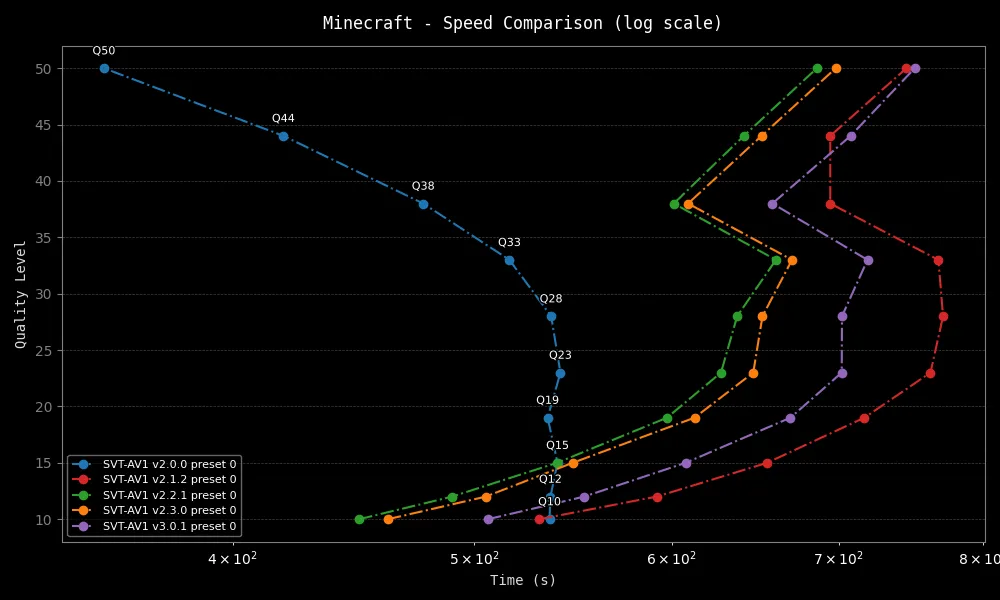 Minecraft - Speed Comparison (log scale)
Quality Level
50
45
40
35
30
25
20
15
10
Q50
Q44
Q38
Q33
Q28
Q23
Q19
Q15
Q12
Q10
SVT-AV1 v2.0.0 preset 0
SVT-AV1 v2.1.2 preset 0
SVT-AV1 v2.2.1 preset 0
SVT-AV1 v2.3.0 preset 0
SVT-AV1 v3.0.1 preset 0
4 × 10² 5 × 10² 6 × 10² 7 × 10² 8 × 10
Time (s)